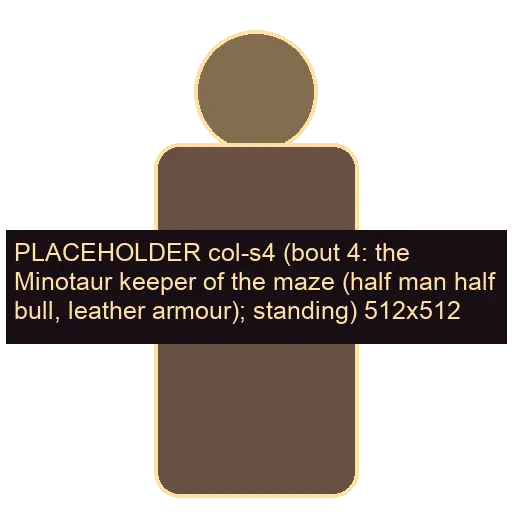 PLACEHOLDER col-s4 (bout 4: the
Minotaur keeper of the maze (half man half
bull, leather armour); standing) 512x512